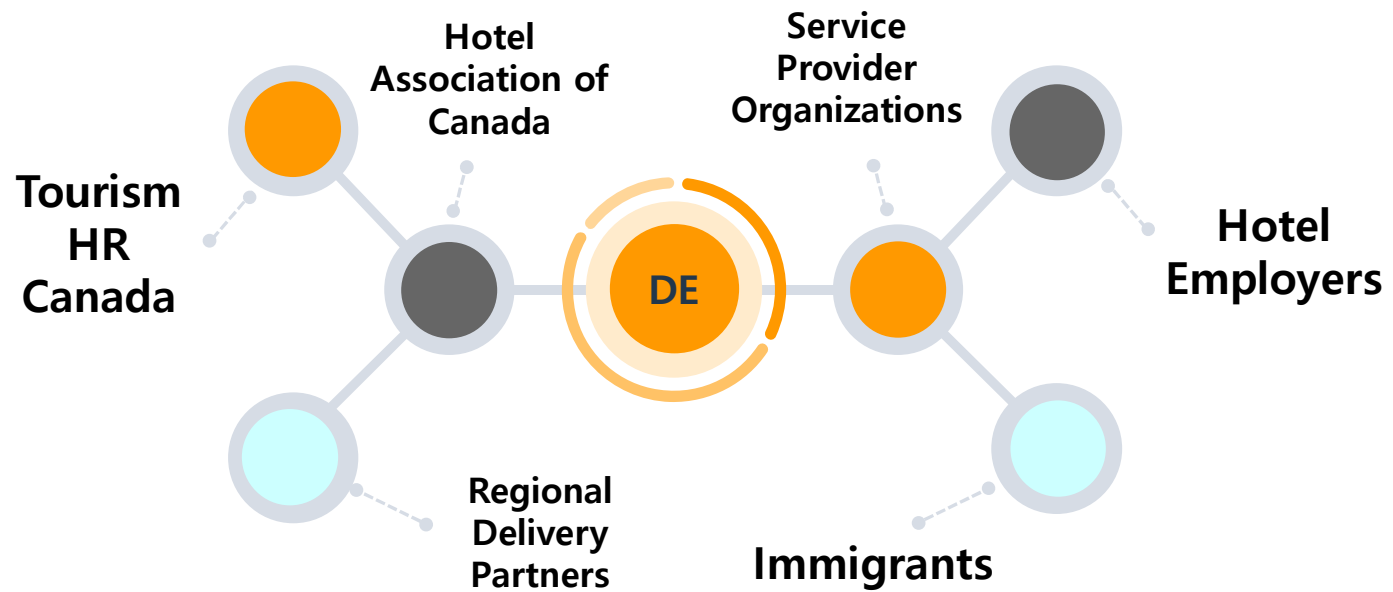 Tourism
HR
Canada
Hotel
Association of
Canada
Regional
Delivery
Partners
DE
Service
Provider
Organizations
Hotel
Employers
Immigrants